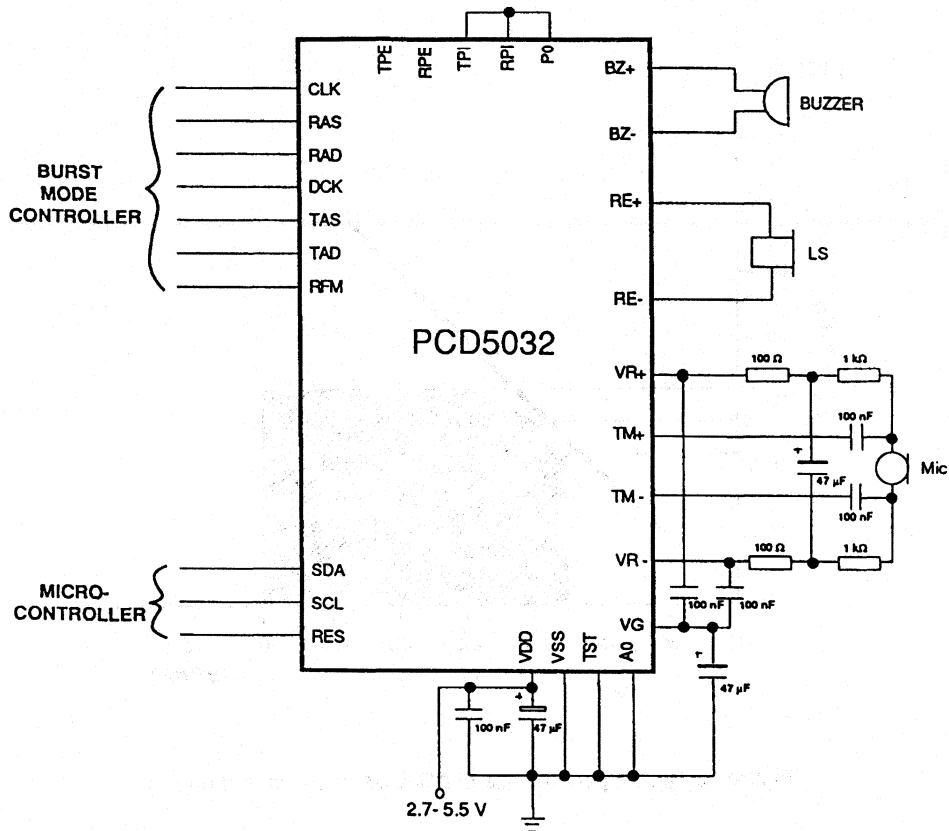 TPE
RPE
TPI
RPI
P0
CLK
RAS
RAD
DCK
TAS
TAD
RFM
BURST
MODE
CONTROLLER
BZ+
BZ-
BUZZER
RE+
RE-
LS
PCD5032
VR+
100 Ω
1 kΩ
TM+
100 nF
+
47 µF
Mic
TM-
100 nF
VR-
100 Ω
1 kΩ
100 nF
100 nF
VG
+
47 µF
SDA
SCL
RES
MICRO-
CONTROLLER
VDD
VSS
TST
A0
100 nF
+
47 µF
2.7- 5.5 V